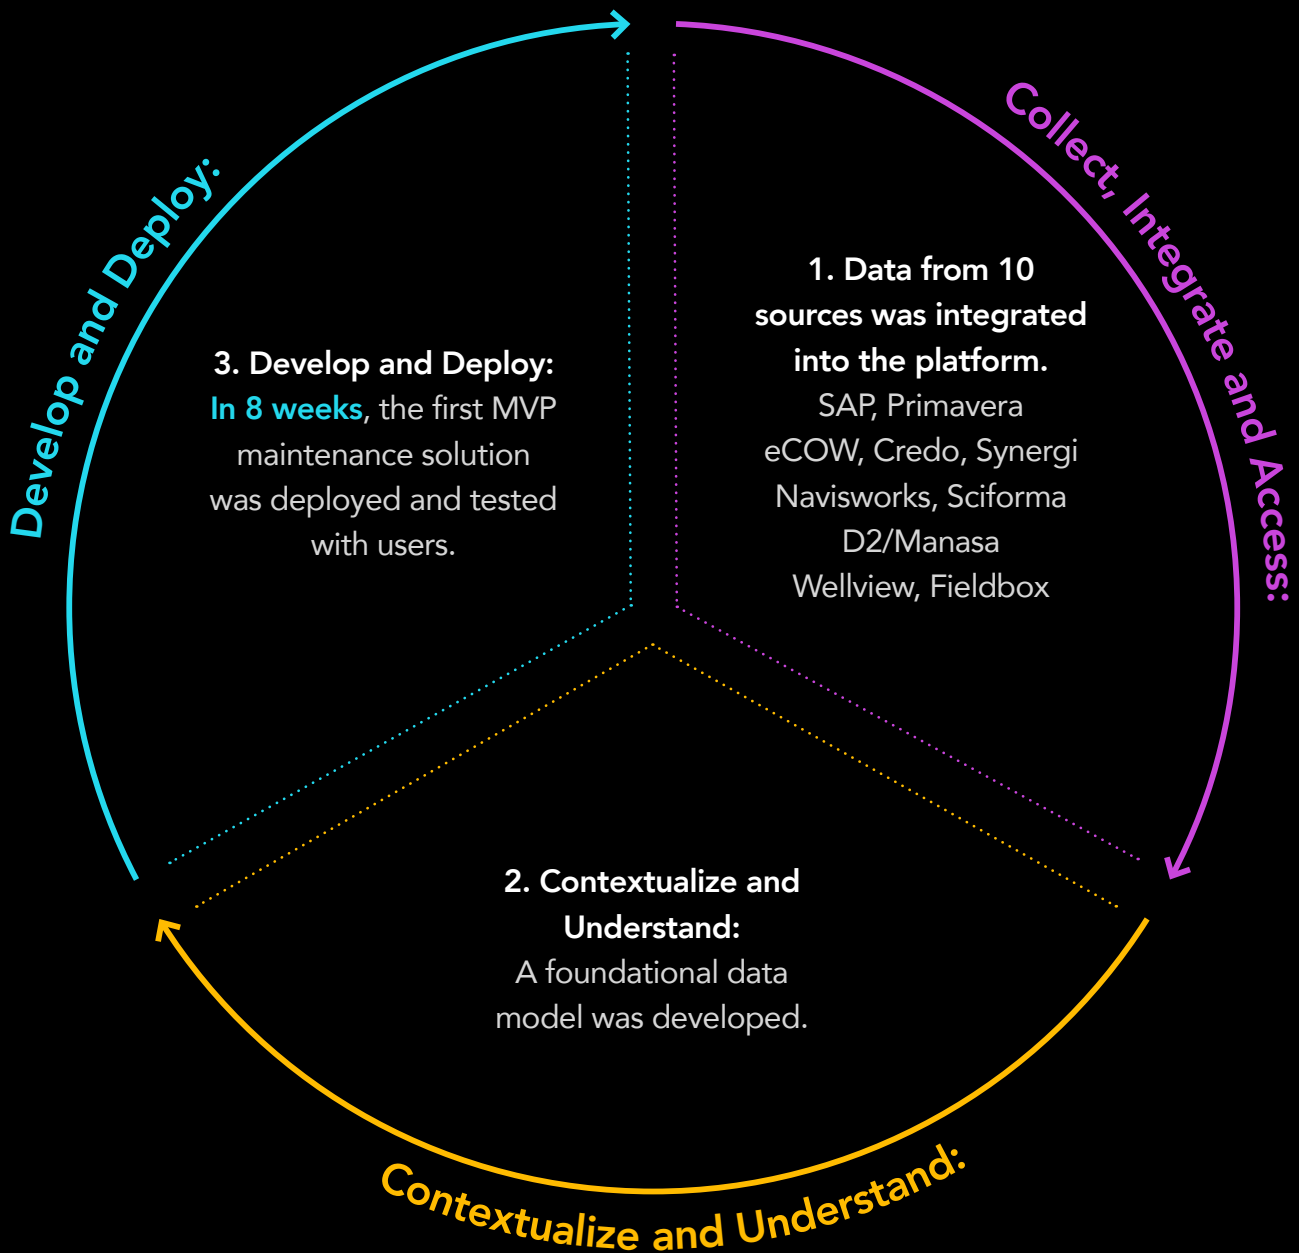 Collect, Integrate and Access:
1. Data from 10
sources was integrated
into the platform.
SAP, Primavera
eCOW, Credo, Synergi
Navisworks, Sciforma
D2/Manasa
Wellview, Fieldbox
2. Contextualize and
Understand:
A foundational data
model was developed.
Contextualize and Understand:
Develop and Deploy:
3. Develop and Deploy:
In 8 weeks, the first MVP
maintenance solution
was deployed and tested
with users.